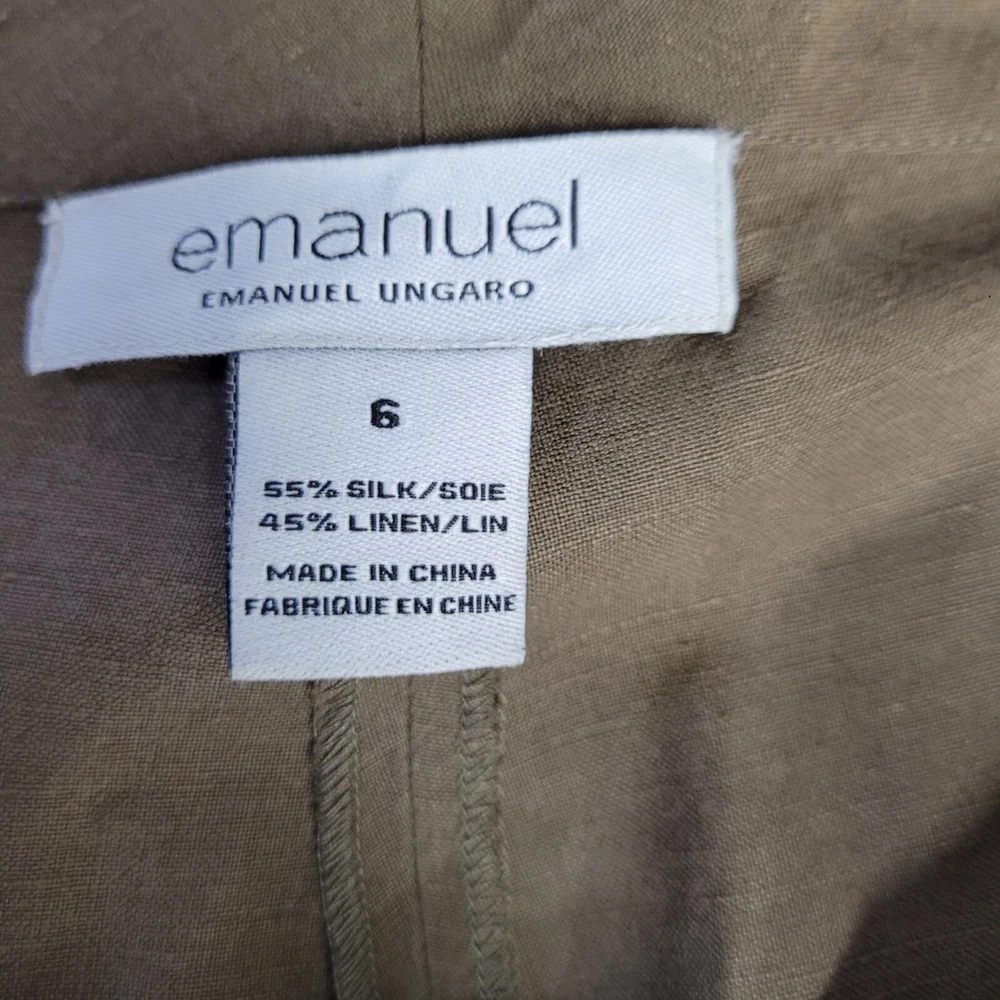 emanuel
EMANUEL UNGARO
6
55% SILK/SOIE
45% LINEN/LIN
MADE IN CHINA
FABRIQUE EN CHINE